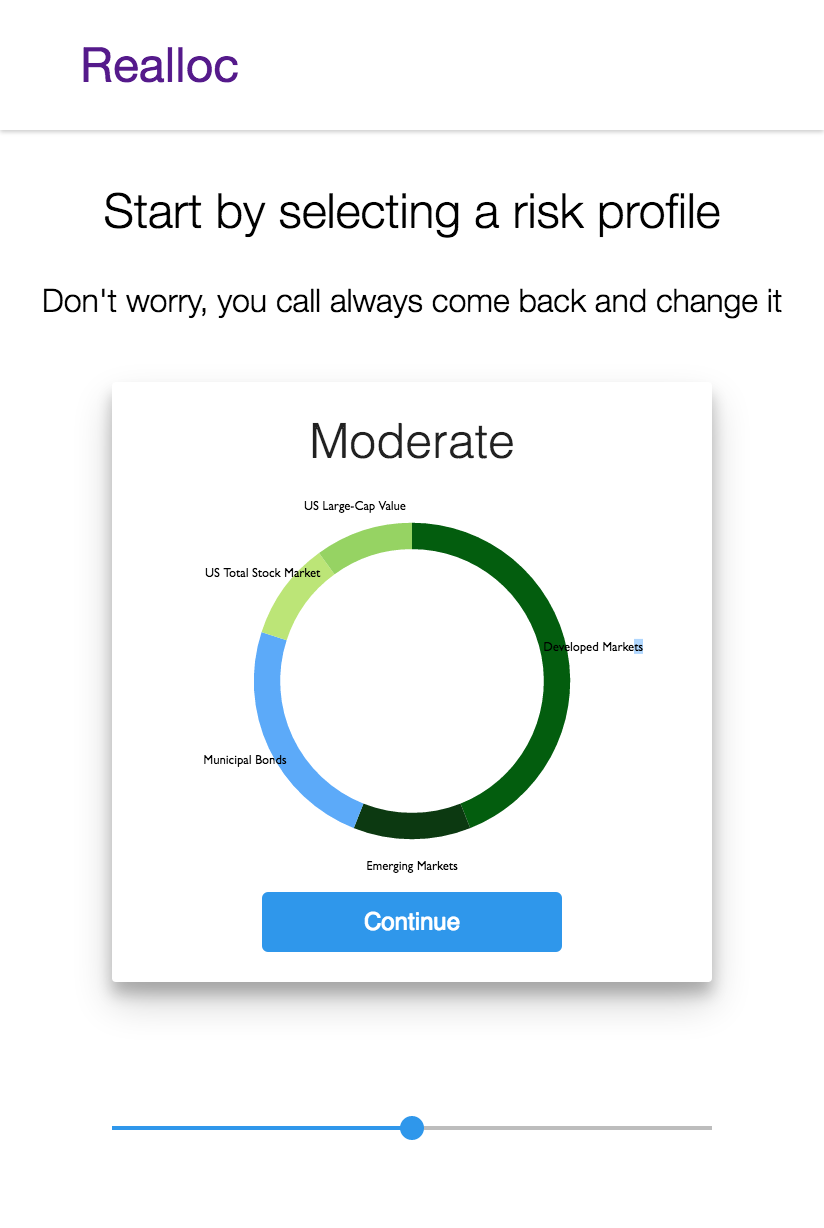 Realloc
Start by selecting a risk profile
Don't worry, you call always come back and change it
Moderate
US Large-Cap Value
US Total Stock Market
Developed Markets
Municipal Bonds
Emerging Markets
Continue